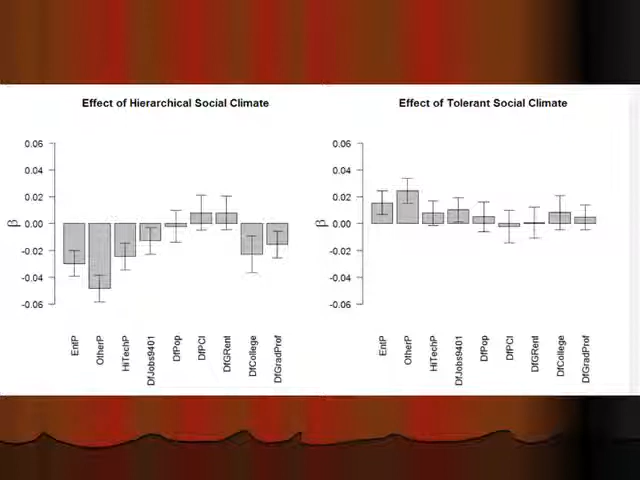 Effect of Hierarchical Social Climate
β
0.06
0.04
0.02
0.00
-0.02
-0.04
-0.06
EntP
OtherP
HiTechP
DfJobs9401
DfPop
DfPCI
DfGRent
DfCollege
DfGradProf
Effect of Tolerant Social Climate
β
0.06
0.04
0.02
0.00
-0.02
-0.04
-0.06
EntP
OtherP
HiTechP
DfJobs9401
DfPop
DfPCI
DfGRent
DfCollege
DfGradProf